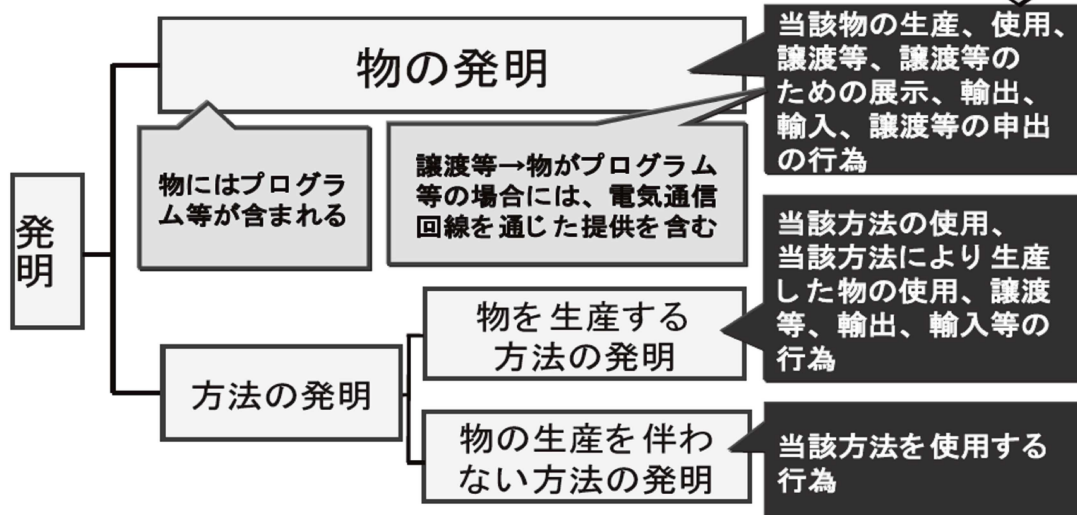 物の発明
当該物の生産、使用、
譲渡等、譲渡等の
ための展示、輸出、
輸入、譲渡等の申出
の行為
物にはプログラ
ム等が含まれる
譲渡等→物がプログラム
等の場合には、電気通信
回線を通じた提供を含む
発
明
方法の発明
物を生産する
方法の発明
当該方法の使用、
当該方法により生産
した物の使用、譲渡
等、輸出、輸入等の
行為
物の生産を伴わ
ない方法の発明
当該方法を使用する
行為